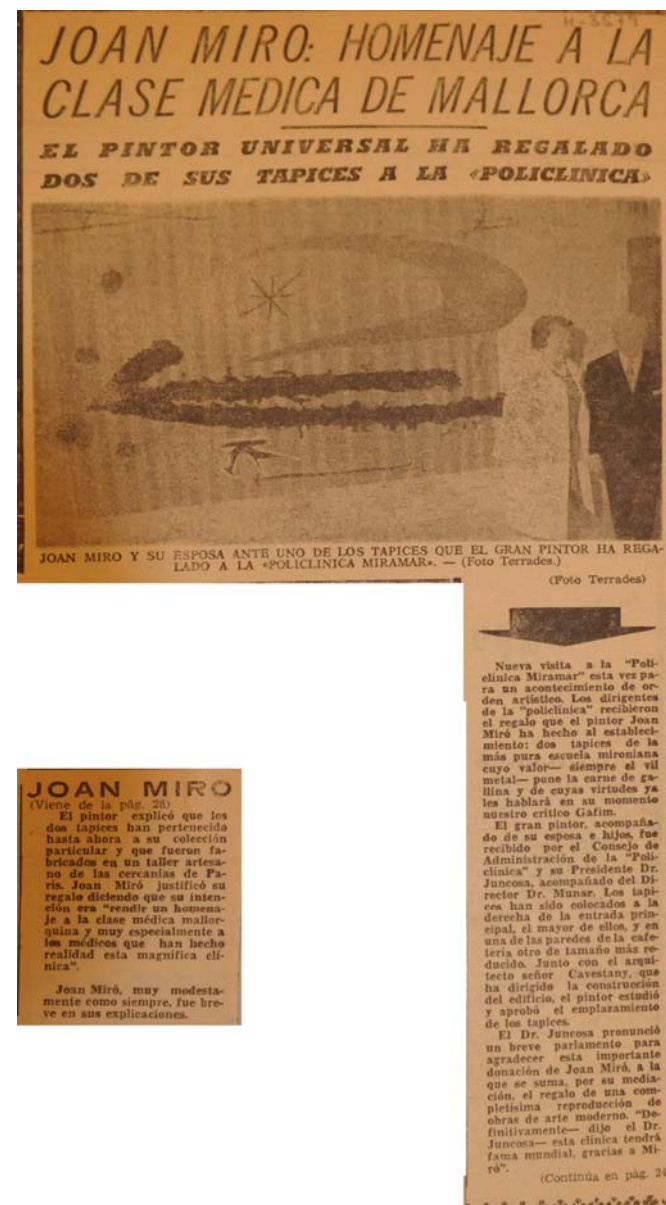 H-3579
JOAN MIRO: HOMENAJE A LA
CLASE MEDICA DE MALLORCA
EL PINTOR UNIVERSAL HA REGALADO
DOS DE SUS TAPICES A LA «POLICLINICA»
JOAN MIRO Y SU ESPOSA ANTE UNO DE LOS TAPICES QUE EL GRAN PINTOR HA REGA-
LADO A LA «POLICLINICA MIRAMAR». — (Foto Terrades.)
(Foto Terrades)
Nueva visita a la "Poli-
clínica Miramar" esta vez pa-
ra un acontecimiento de or-
den artístico. Los dirigentes
de la "policlínica" recibieron
el regalo que el pintor Joan
Miró ha hecho al estableci-
miento: dos tapices de la
más pura escuela mironiana
cuyo valor— siempre el vil
metal— pone la carne de ga-
llina y de cuyas virtudes ya
les hablará en su momento
nuestro crítico Gafim.
El gran pintor, acompaña-
do de su esposa e hijos, fue
recibido por el Consejo de
Administración de la "Poli-
clínica" y su Presidente Dr.
Juncosa, acompañado del Di-
rector Dr. Munar. Los tapi-
ces han sido colocados a la
derecha de la entrada prin-
cipal, el mayor de ellos, y en
una de las paredes de la cafe-
tería otro de tamaño más re-
ducido. Junto con el arqui-
tecto señor Cavestany, que
ha dirigido la construcción
del edificio, el pintor estudió
y aprobó el emplazamiento
de los tapices.
El Dr. Juncosa pronunció
un breve parlamento para
agradecer esta importante
donación de Joan Miró, a la
que se suma, por su media-
ción, el regalo de una com-
pletísima reproducción de
obras de arte moderno. "De-
finitivamente— dijo el Dr.
Juncosa— esta clínica tendrá
fama mundial, gracias a Mi-
ró".
(Continúa en pág. 24
JOAN MIRO
(Viene de la pág. 28)
El pintor explicó que los
dos tapices han pertenecido
hasta ahora a su colección
particular y que fueron fa-
bricados en un taller artesa-
no de las cercanías de Pa-
rís. Joan Miró justificó su
regalo diciendo que su inten-
ción era "rendir un homena-
je a la clase médica mallor-
quina y muy especialmente a
los médicos que han hecho
realidad esta magnífica clí-
nica".
Joan Miró, muy modesta-
mente como siempre, fue bre-
ve en sus explicaciones.